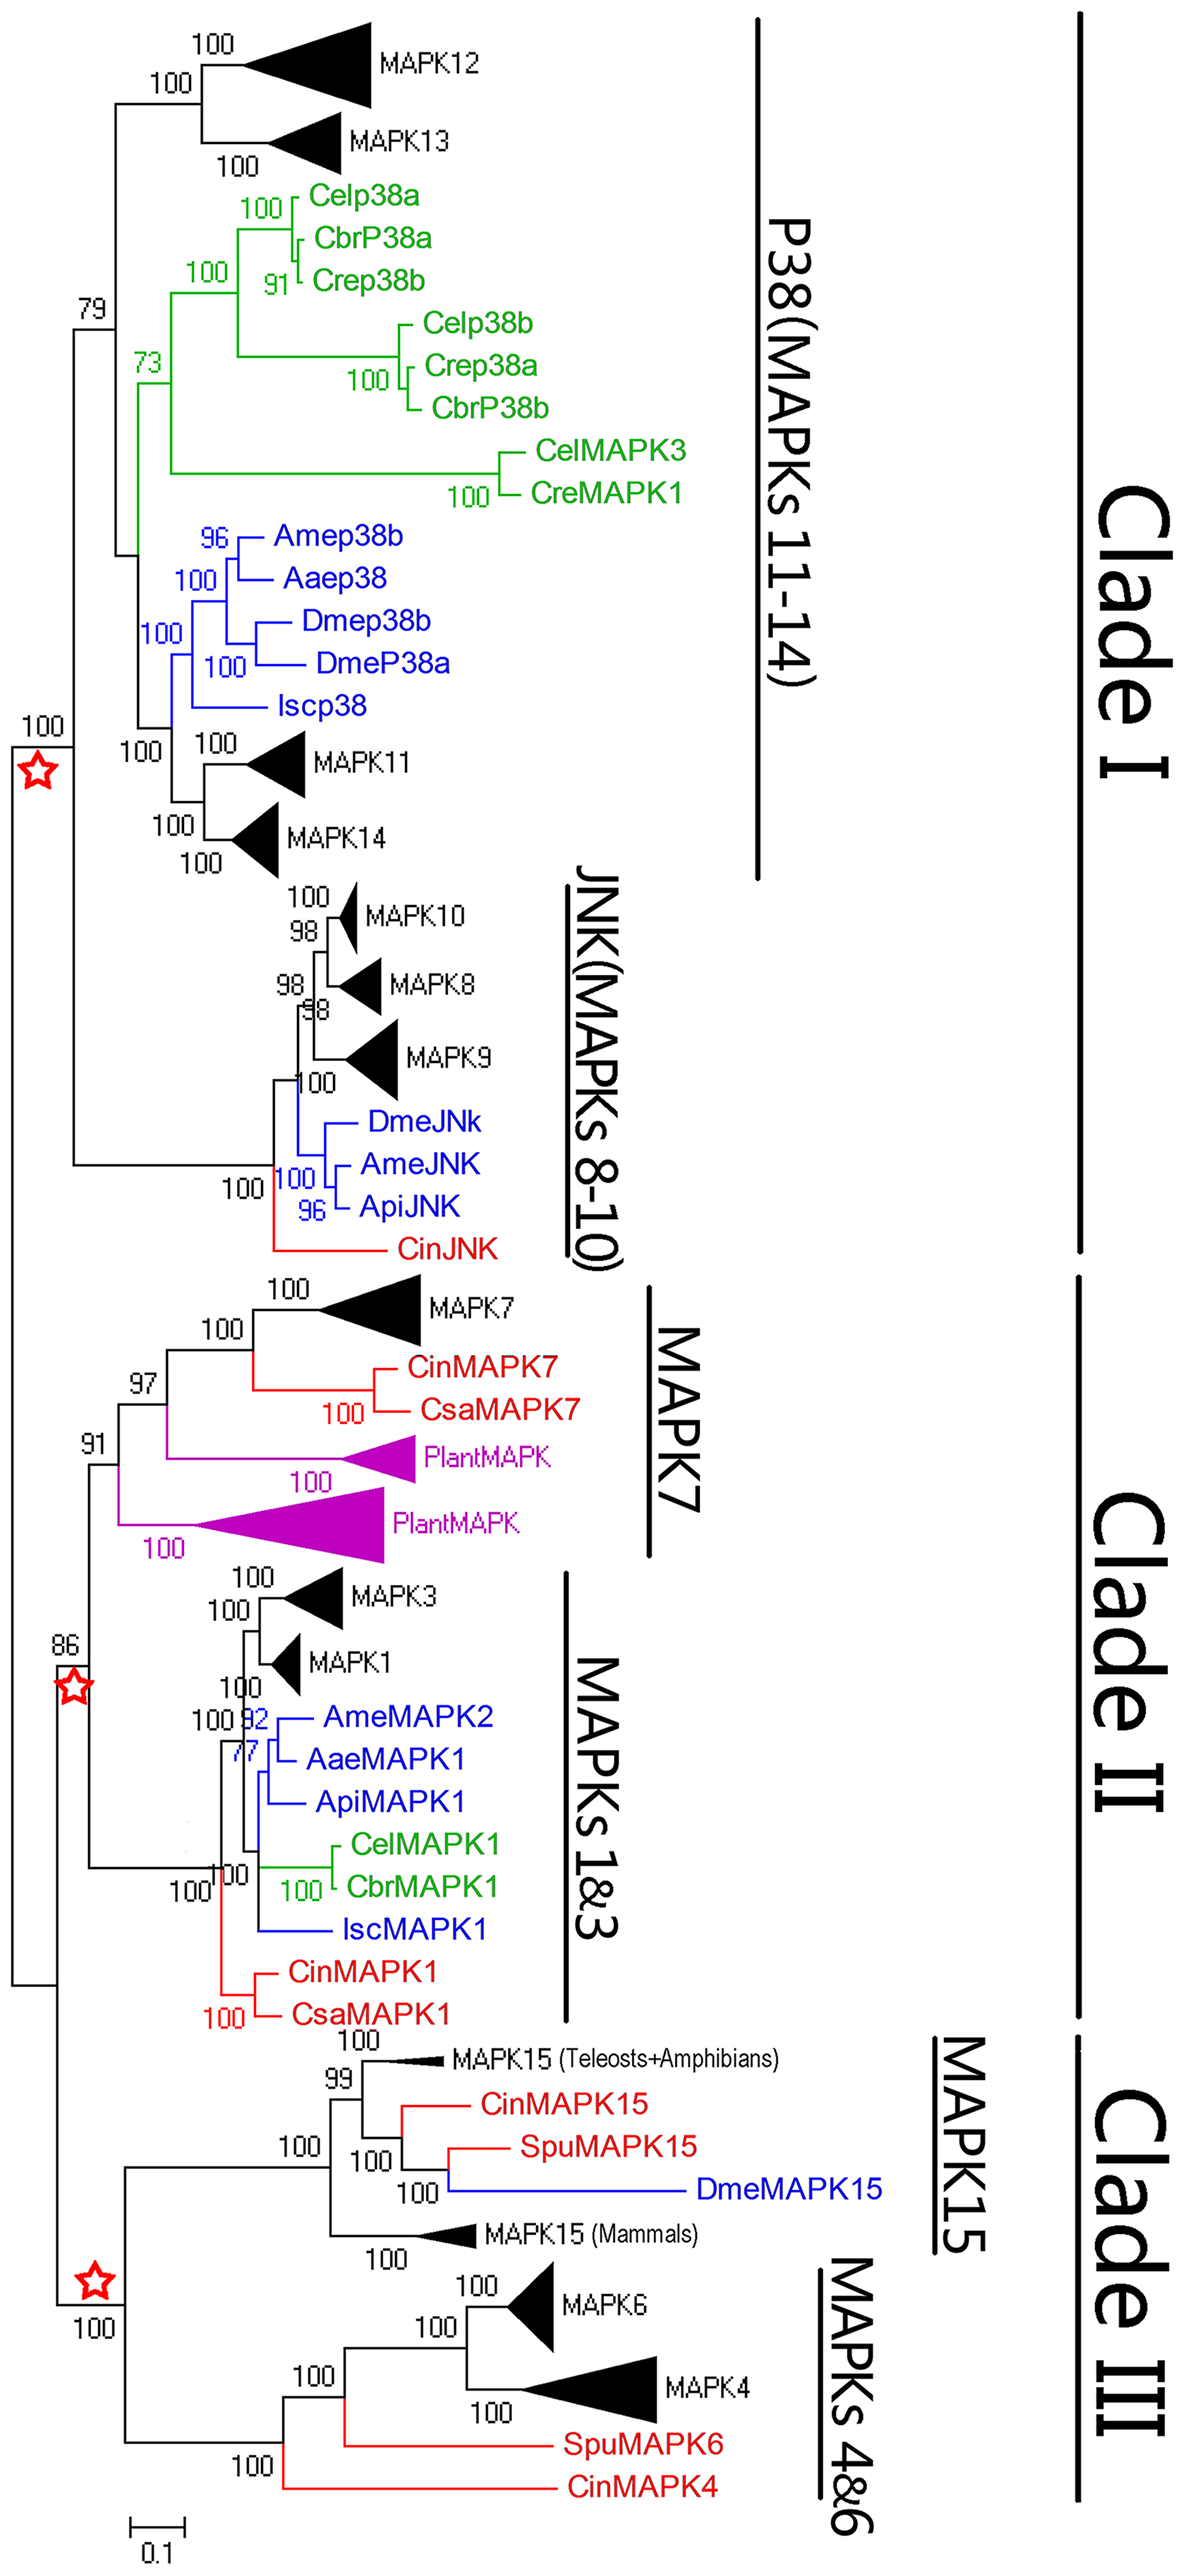 100
MAPK12
100
MAPK13
100
Celp38a
100
CbrP38a
100
Crep38b
91
Celp38b
79
Crep38a
73
100
CbrP38b
CelMAPK3
100
CreMAPK1
96
Amep38b
100
Aaep38
Dmep38b
100
100
DmeP38a
Iscp38
100
100
100
MAPK11
100
MAPK14
100
P38(MAPKs 11-14)
Clade I
100
MAPK10
98
98
MAPK8
98
MAPK9
100
DmeJNk
AmeJNK
100
100
ApiJNK
96
CinJNK
JNK(MAPKs 8-10)
100
MAPK7
100
CinMAPK7
97
CsaMAPK7
100
91
PlantMAPK
100
PlantMAPK
100
MAPK7
Clade II
100
MAPK3
100
86
MAPK1
100
100
92
AmeMAPK2
77
AaeMAPK1
ApiMAPK1
CelMAPK1
100
100
100
CbrMAPK1
IscMAPK1
CinMAPK1
100
CsaMAPK1
MAPKs 1&3
100
MAPK15 (Teleosts+Amphibians)
99
CinMAPK15
100
SpuMAPK15
100
100
DmeMAPK15
MAPK15 (Mammals)
100
MAPK15
Clade III
100
100
MAPK6
100
100
MAPK4
100
SpuMAPK6
100
CinMAPK4
MAPKs 4&6
0.1